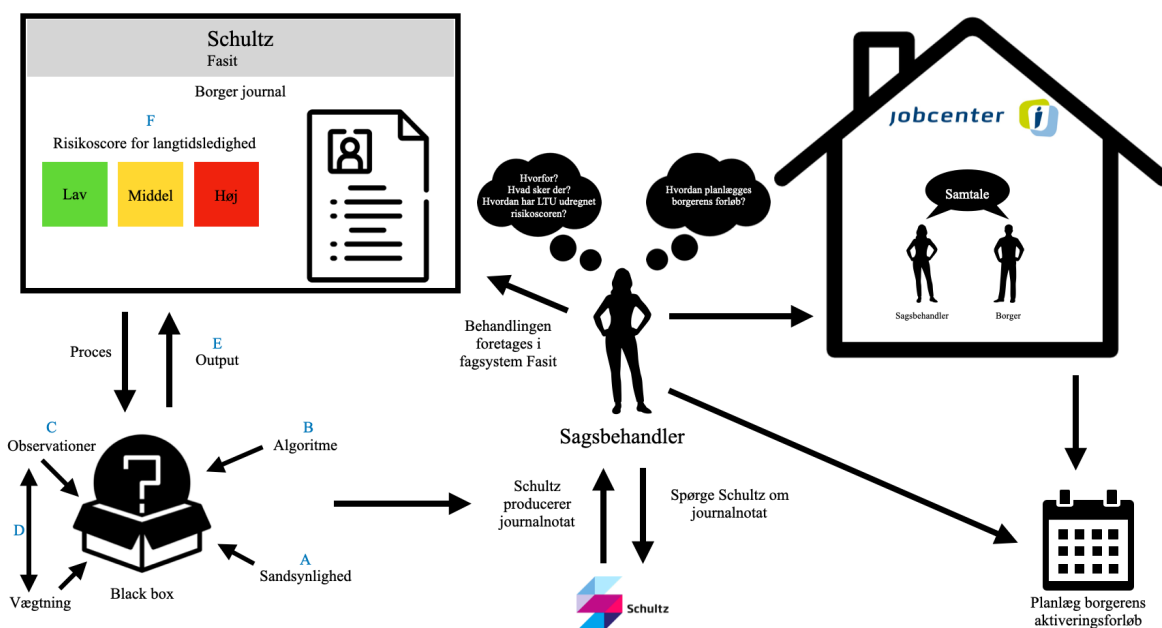 Schultz
Fasit
Borger journal
F
Risikoscore for langtidsledighed
Lav
Middel
Høj
Proces
E
Output
C
Observationer
B
Algoritme
D
A
Sandsynlighed
Vægtning
Black box
Hvorfor?
Hvad sker der?
Hvordan har LTU udregnet
risikoscoren?
Hvordan planlægges
borgerens forløb?
Behandlingen
foretages i
fagsystem Fasit
Sagsbehandler
Schultz
producerer
journalnotat
Spørge Schultz om
journalnotat
Schultz
jobcenter
j
Samtale
Sagsbehandler
Borger
Planlæg borgerens
aktiveringsforløb